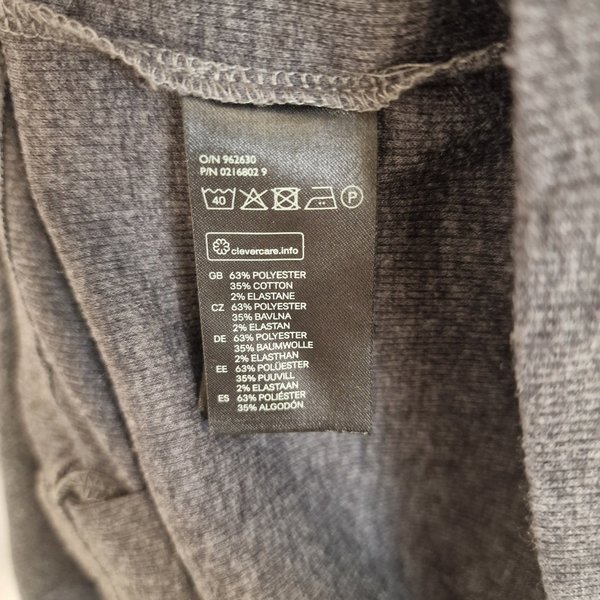 O/N 962630
P/N 0216802 9
40 P
clevercare.info
GB 63% POLYESTER
35% COTTON
2% ELASTANE
CZ 63% POLYESTER
35% BAVLNA
2% ELASTAN
DE 63% POLYESTER
35% BAUMWOLLE
2% ELASTHAN
EE 63% POLÜESTER
35% PUUVILL
2% ELASTAAN
ES 63% POLIÉSTER
35% ALGODÓN